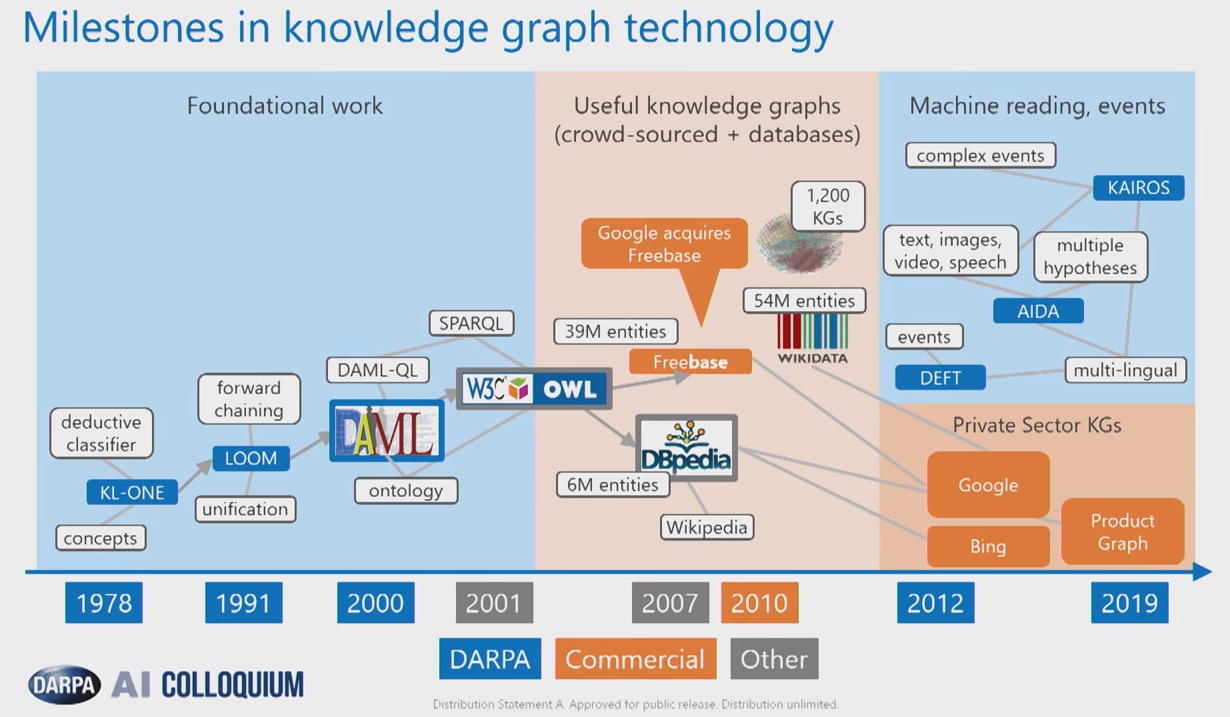 Milestones in knowledge graph technology
Foundational work
Useful knowledge graphs
(crowd-sourced + databases)
Machine reading, events
complex events
KAIROS
1,200
KGs
Google acquires
Freebase
text, images,
video, speech
multiple
hypotheses
54M entities
AIDA
SPARQL
39M entities
events
WIKIDATA
Freebase
DAML-QL
DEFT
multi-lingual
W3C OWL
forward
chaining
deductive
classifier
DAML
Private Sector KGs
DBpedia
LOOM
KL-ONE
ontology
6M entities
Google
unification
Wikipedia
Product
Graph
concepts
Bing
1978
1991
2000
2001
2007
2010
2012
2019
DARPA
Commercial
Other
DARPA AI COLLOQUIUM
Distribution Statement A. Approved for public release. Distribution unlimited.